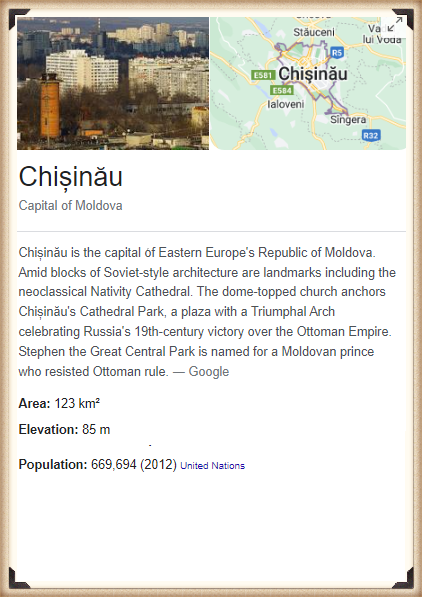 Stăuceni
R5
E581
Chișinău
E584
Ialoveni
Sîngera
R32
Chișinău
Capital of Moldova
Chișinău is the capital of Eastern Europe's Republic of Moldova.
Amid blocks of Soviet-style architecture are landmarks including the
neoclassical Nativity Cathedral. The dome-topped church anchors
Chișinău's Cathedral Park, a plaza with a Triumphal Arch
celebrating Russia's 19th-century victory over the Ottoman Empire.
Stephen the Great Central Park is named for a Moldovan prince
who resisted Ottoman rule. — Google
Area: 123 km²
Elevation: 85 m
Population: 669,694 (2012) United Nations